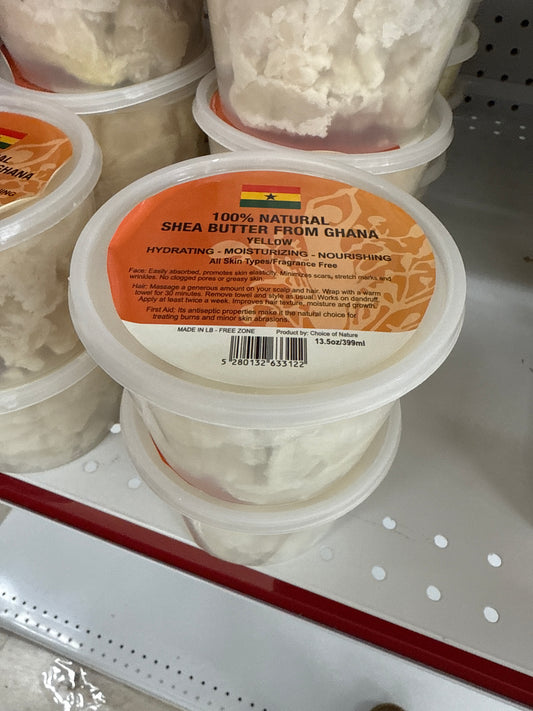 100% NATURAL
SHEA BUTTER FROM GHANA
YELLOW
HYDRATING - MOISTURIZING - NOURISHING
All Skin Types/Fragrance Free
Face: Easily absorbed, promotes skin elasticity. Minimizes scars, stretch marks and
wrinkles. No clogged pores or greasy skin.
Hair: Massage a generous amount on your scalp and hair. Wrap with a warm
towel for 30 minutes. Remove towel and style as usual. Works on dandruff.
Apply at least twice a week. Improves hair texture, moisture and growth.
First Aid: Its antiseptic properties make it the natural choice for
treating burns and minor skin abrasions.
MADE IN LB - FREE ZONE
Product by: Choice of Nature
13.5oz/399ml
5 280132 633122
AL
GHANA
HING